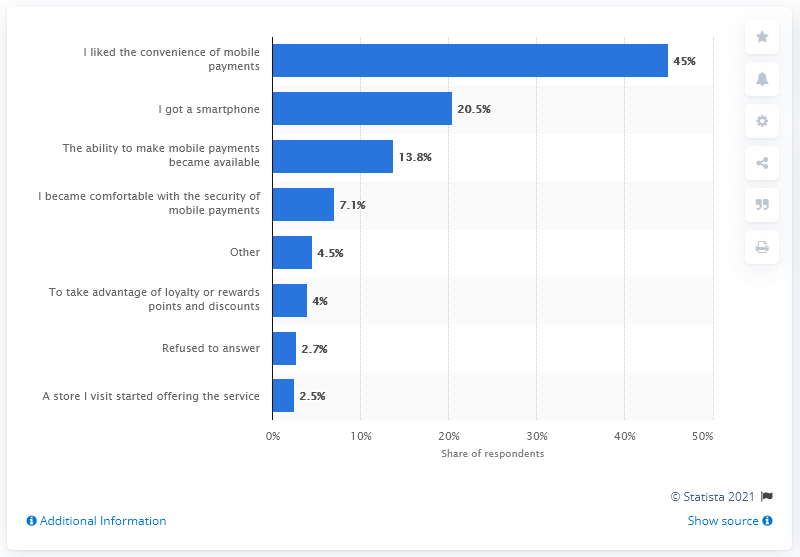 I liked the convenience of mobile
payments
45%
I got a smartphone
20.5%
The ability to make mobile payments
became available
13.8%
I became comfortable with the security of
mobile payments
7.1%
Other
4.5%
To take advantage of loyalty or rewards
points and discounts
4%
Refused to answer
2.7%
A store I visit started offering the service
2.5%
0%
10%
20%
30%
40%
50%
Share of respondents
© Statista 2021
Additional Information
Show source